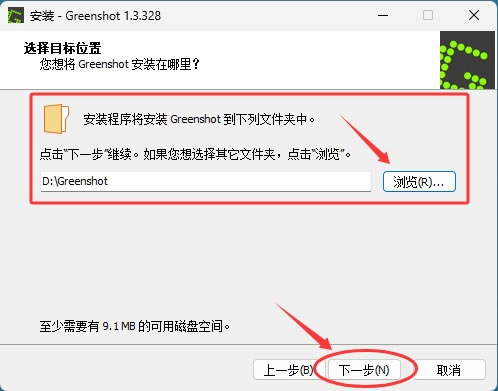 安装 - Greenshot 1.3.328
选择目标位置
您想将 Greenshot 安装在哪里？
安装程序将安装 Greenshot 到下列文件夹中。
点击“下一步”继续。如果您想选择其它文件夹，点击“浏览”。
D:\Greenshot
浏览(R)...
至少需要有 9.1 MB 的可用磁盘空间。
上一步(B)
下一步(N)
取消